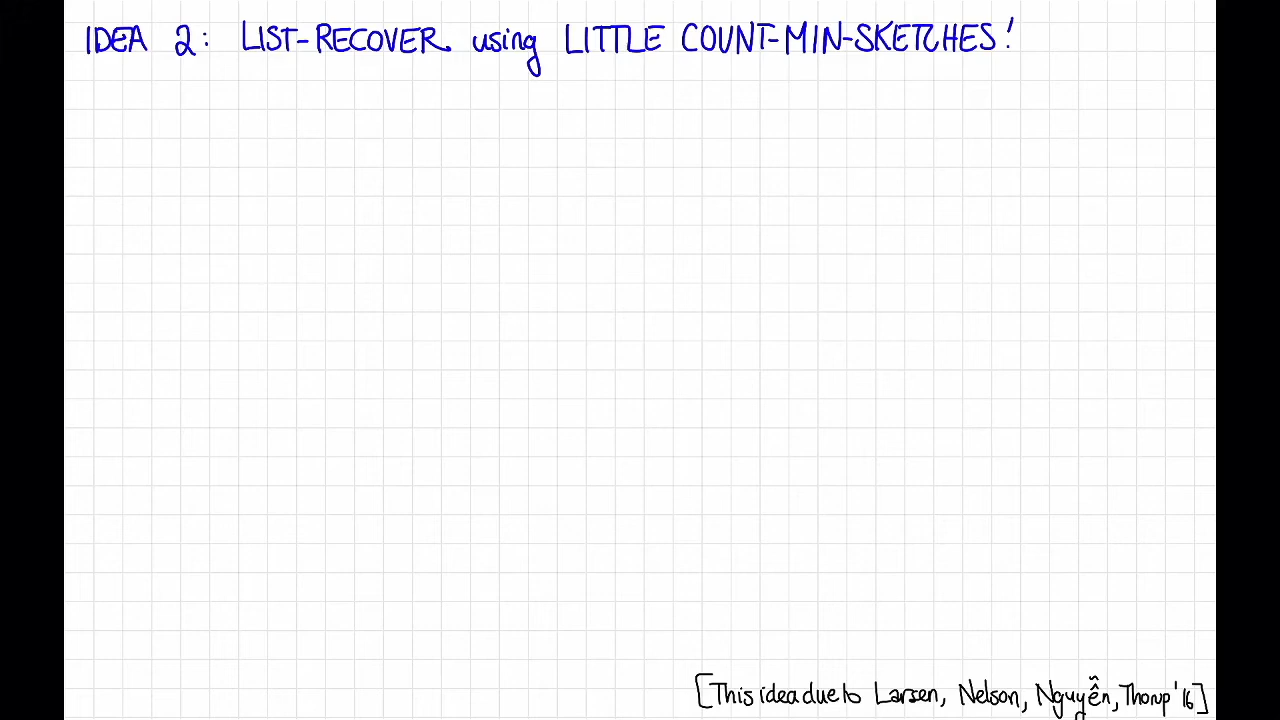 IDEA 2: LIST-RECOVER using LITTLE COUNT-MIN-SKETCHES!
[This idea due to Larsen, Nelson, Nguyễn, Thorup '16]